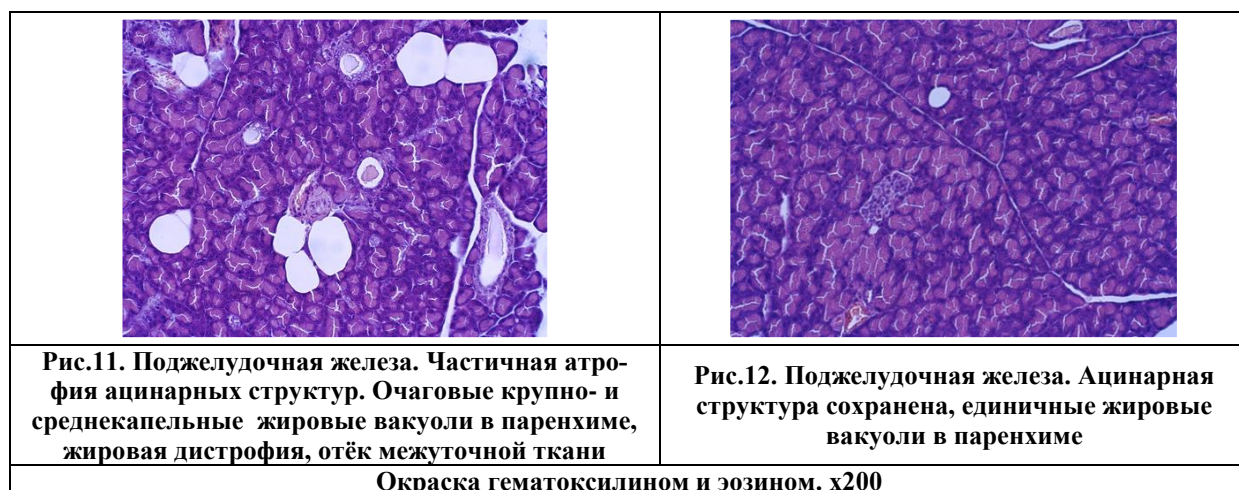 Рис.11. Поджелудочная железа. Частичная атро-
фия ацинарных структур. Очаговые крупно- и
среднекапельные жировые вакуоли в паренхиме,
жировая дистрофия, отёк межуточной ткани
Рис.12. Поджелудочная железа. Ацинарная
структура сохранена, единичные жировые
вакуоли в паренхиме
Окраска гематоксилином и эозином. х200